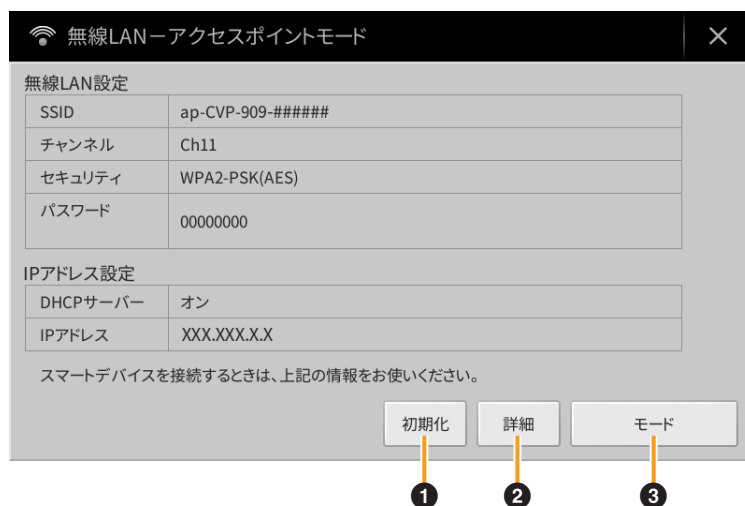 無線LAN－アクセスポイントモード
無線LAN設定
SSID ap-CVP-909-######
チャンネル Ch11
セキュリティ WPA2-PSK(AES)
パスワード 00000000
IPアドレス設定
DHCPサーバー オン
IPアドレス XXX.XXX.X.X
スマートデバイスを接続するときは、上記の情報をお使いください。
初期化 詳細 モード
❶ ❷ ❸